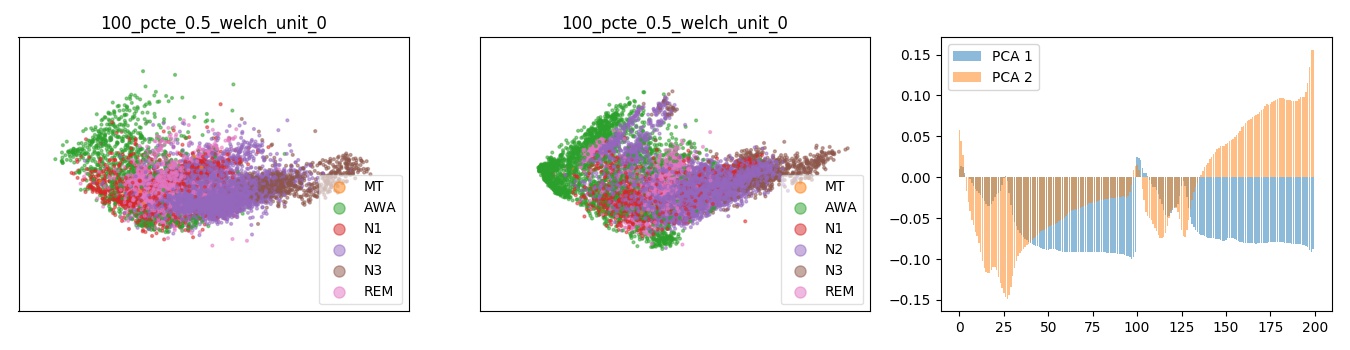 100_pcte_0.5_welch_unit_0
MT
AWA
N1
N2
N3
REM
100_pcte_0.5_welch_unit_0
MT
AWA
N1
N2
N3
REM
PCA 1
PCA 2
0.15
0.10
0.05
0.00
−0.05
−0.10
−0.15
0 25 50 75 100 125 150 175 200